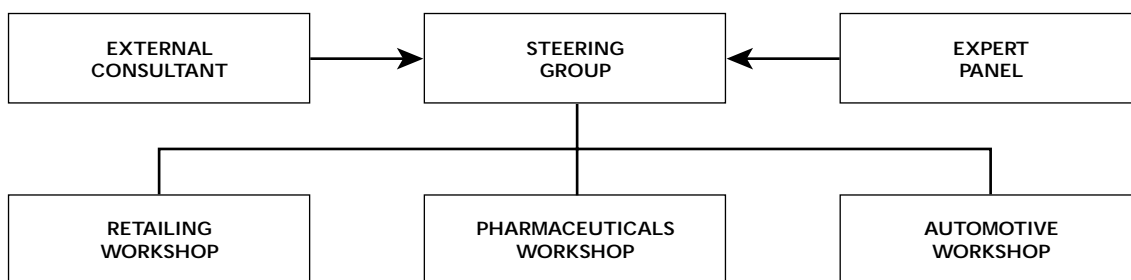 EXTERNAL
CONSULTANT
STEERING
GROUP
EXPERT
PANEL
RETAILING
WORKSHOP
PHARMACEUTICALS
WORKSHOP
AUTOMOTIVE
WORKSHOP